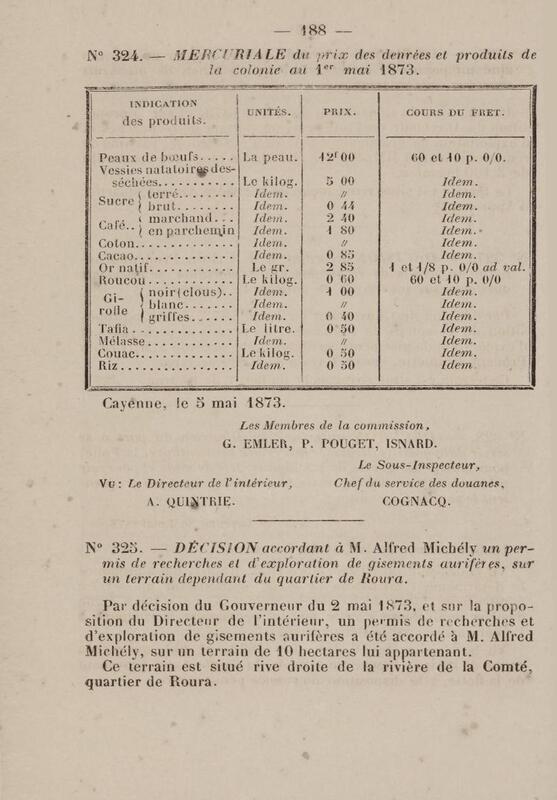 — 188 —
N° 324. — MERCURIALE du prix des denrées et produits de
la colonie au 1er mai 1873.
INDICATION des produits. UNITÉS. PRIX. COURS DU FRET.
Peaux de bœufs..... La peau. 12f00 60 et 10 p. 0/0.
Vessies natatoires des-
séchées........... Le kilog. 5 00 Idem.
Sucre { terré....... Idem. // Idem.
brut........ Idem. 0 44 Idem.
Café.. { marchand... Idem. 2 40 Idem.
en parchemin Idem. 1 80 Idem.
Coton.............. Idem. // Idem.
Cacao.............. Idem. 0 85 Idem.
Or natif............ Le gr. 2 85 1 et 1/8 p. 0/0 ad val.
Roucou............ Le kilog. 0 60 60 et 10 p. 0/0
Gi-rofle { noir(clous).. Idem. 1 00 Idem.
blanc........ Idem. // Idem.
griffes...... Idem. 0 40 Idem.
Tafia.............. Le litre. 0 50 Idem.
Mélasse............ Idem. // Idem.
Couac.............. Le kilog. 0 50 Idem.
Riz................ Idem. 0 50 Idem
Cayenne, le 5 mai 1873.
Les Membres de la commission,
G. EMLER, P. POUGET, ISNARD.
Le Sous-Inspecteur,
Vu : Le Directeur de l'intérieur, Chef du service des douanes,
A. QUINTRIE. COGNACQ.
N° 325. — DÉCISION accordant à M. Alfred Michély un per-
mis de recherches et d'exploration de gisements aurifères, sur
un terrain dependant du quartier de Roura.
Par décision du Gouverneur du 2 mai 1873, et sur la propo-
sition du Directeur de l'intérieur, un permis de recherches et
d'exploration de gisements aurifères a été accordé à M. Alfred
Michély, sur un terrain de 10 hectares lui appartenant.
Ce terrain est situé rive droite de la rivière de la Comté,
quartier de Roura.